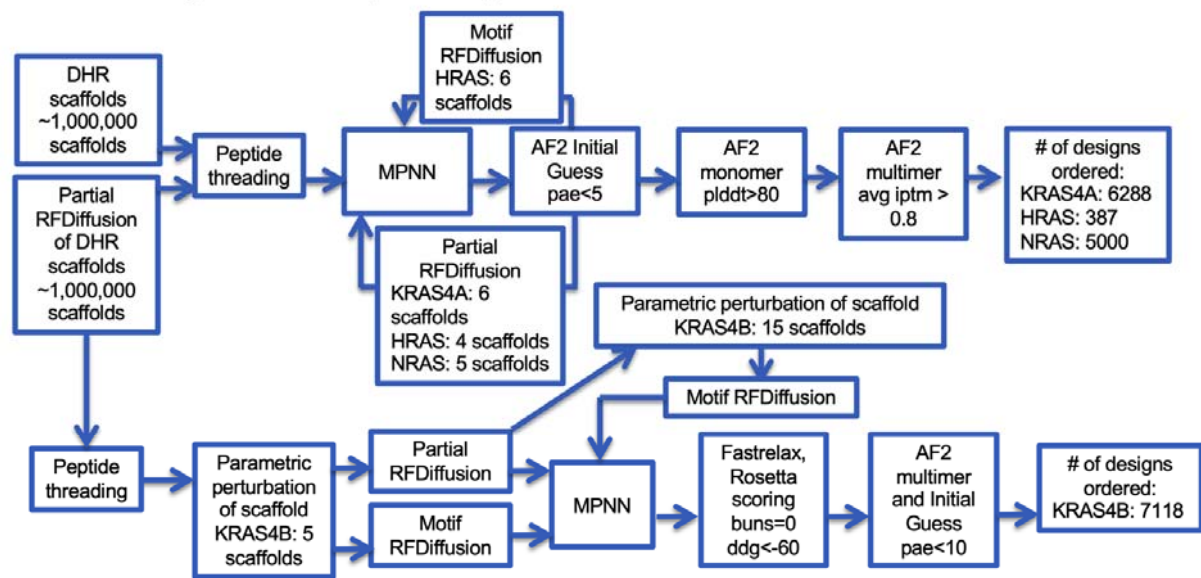 DHR
scaffolds
~1,000,000
scaffolds
Partial
RFDiffusion
of DHR
scaffolds
~1,000,000
scaffolds
Peptide
threading
Motif
RFDiffusion
HRAS: 6
scaffolds
MPNN
Partial
RFDiffusion
KRAS4A: 6
scaffolds
HRAS: 4 scaffolds
NRAS: 5 scaffolds
AF2 Initial
Guess
pae<5
AF2
monomer
plddt>80
AF2
multimer
avg iptm >
0.8
# of designs
ordered:
KRAS4A: 6288
HRAS: 387
NRAS: 5000
Peptide
threading
Parametric
perturbation
of scaffold
KRAS4B: 5
scaffolds
Partial
RFDiffusion
Motif
RFDiffusion
Parametric perturbation of scaffold
KRAS4B: 15 scaffolds
Motif RFDiffusion
MPNN
Fastrelax,
Rosetta
scoring
buns=0
ddg<-60
AF2
multimer
and Initial
Guess
pae<10
# of designs
ordered:
KRAS4B: 7118